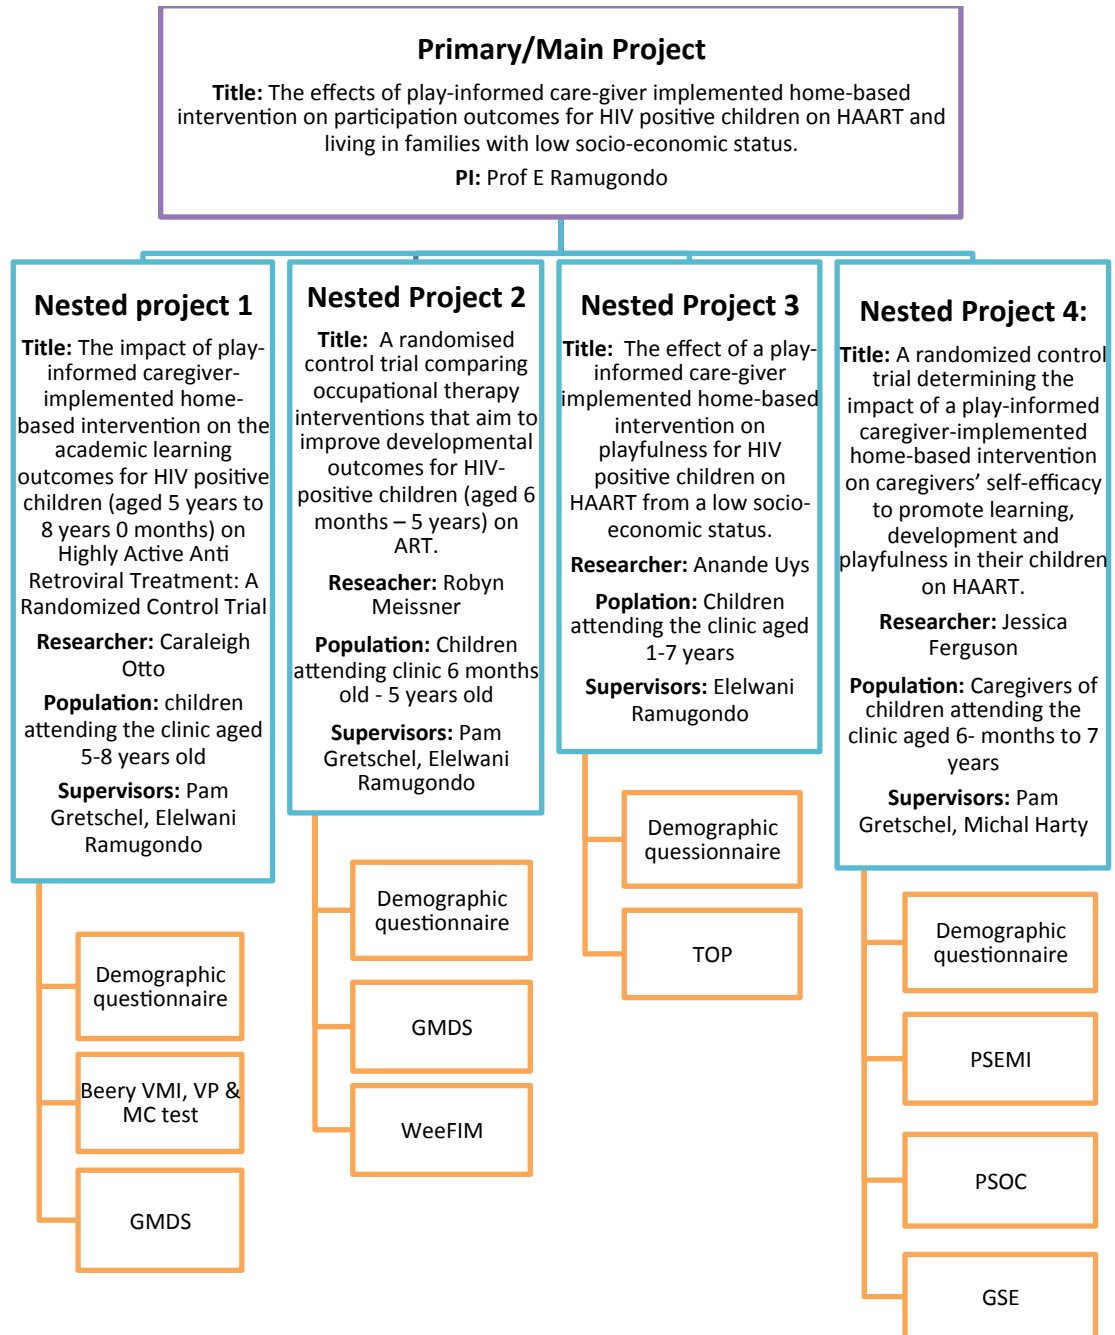 Primary/Main Project
Title: The effects of play-informed care-giver implemented home-based
intervention on participation outcomes for HIV positive children on HAART and
living in families with low socio-economic status.
PI: Prof E Ramugondo
Nested project 1
Title: The impact of play-
informed caregiver-
implemented home-
based intervention on the
academic learning
outcomes for HIV positive
children (aged 5 years to
8 years 0 months) on
Highly Active Anti
Retroviral Treatment: A
Randomized Control Trial
Researcher: Caraleigh
Otto
Population: children
attending the clinic aged
5-8 years old
Supervisors: Pam
Gretschel, Elelwani
Ramugondo
Demographic
questionnaire
Beery VMI, VP &
MC test
GMDS
Nested Project 2
Title: A randomised
control trial comparing
occupational therapy
interventions that aim to
improve developmental
outcomes for HIV-
positive children (aged 6
months – 5 years) on
ART.
Reseacher: Robyn
Meissner
Population: Children
attending clinic 6 months
old - 5 years old
Supervisors: Pam
Gretschel, Elelwani
Ramugondo
Demographic
questionnaire
GMDS
WeeFIM
Nested Project 3
Title: The effect of a play-
informed care-giver
implemented home-based
intervention on
playfulness for HIV
positive children on
HAART from a low socio-
economic status.
Researcher: Anande Uys
Poplation: Children
attending the clinic aged
1-7 years
Supervisors: Elelwani
Ramugondo
Demographic
quessionnaire
TOP
Nested Project 4:
Title: A randomized control
trial determining the
impact of a play-informed
caregiver-implemented
home-based intervention
on caregivers’ self-efficacy
to promote learning,
development and
playfulness in their children
on HAART.
Researcher: Jessica
Ferguson
Population: Caregivers of
children attending the
clinic aged 6- months to 7
years
Supervisors: Pam
Gretschel, Michal Harty
Demographic
questionnaire
PSEMI
PSOC
GSE